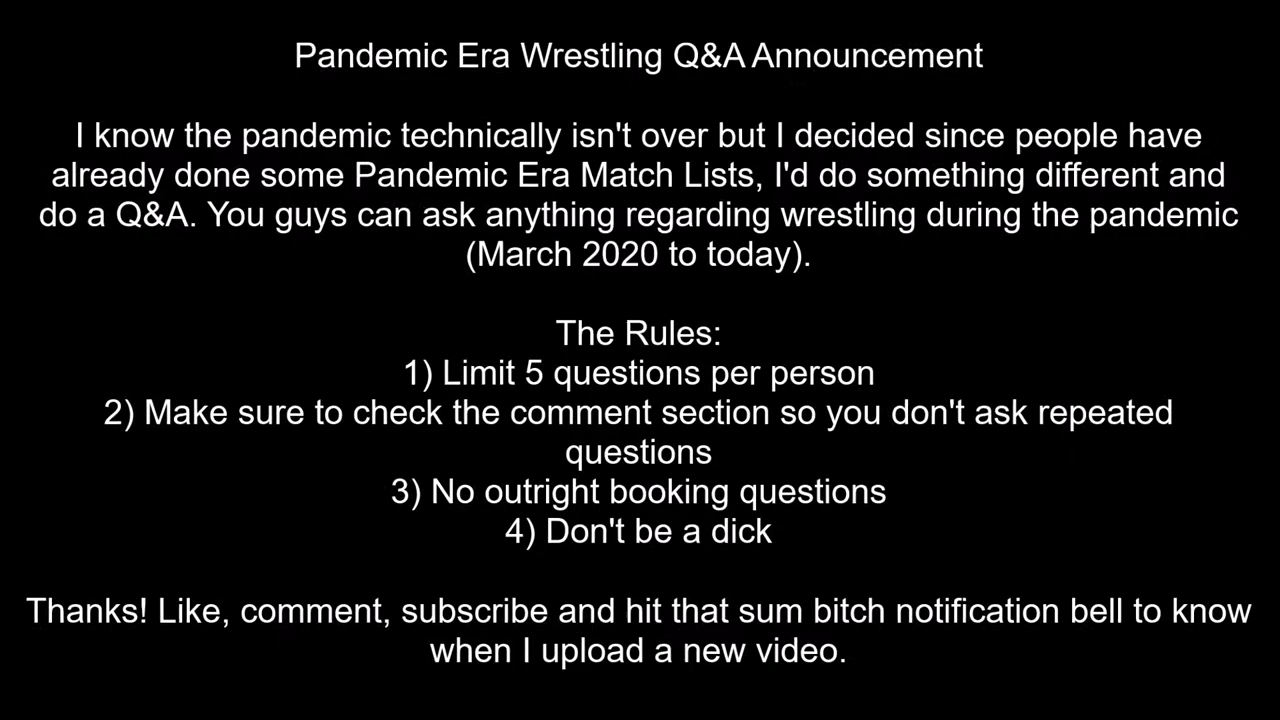 Pandemic Era Wrestling Q&A Announcement
I know the pandemic technically isn't over but I decided since people have
already done some Pandemic Era Match Lists, I'd do something different and
do a Q&A. You guys can ask anything regarding wrestling during the pandemic
(March 2020 to today).
The Rules:
1) Limit 5 questions per person
2) Make sure to check the comment section so you don't ask repeated
questions
3) No outright booking questions
4) Don't be a dick
Thanks! Like, comment, subscribe and hit that sum bitch notification bell to know
when I upload a new video.